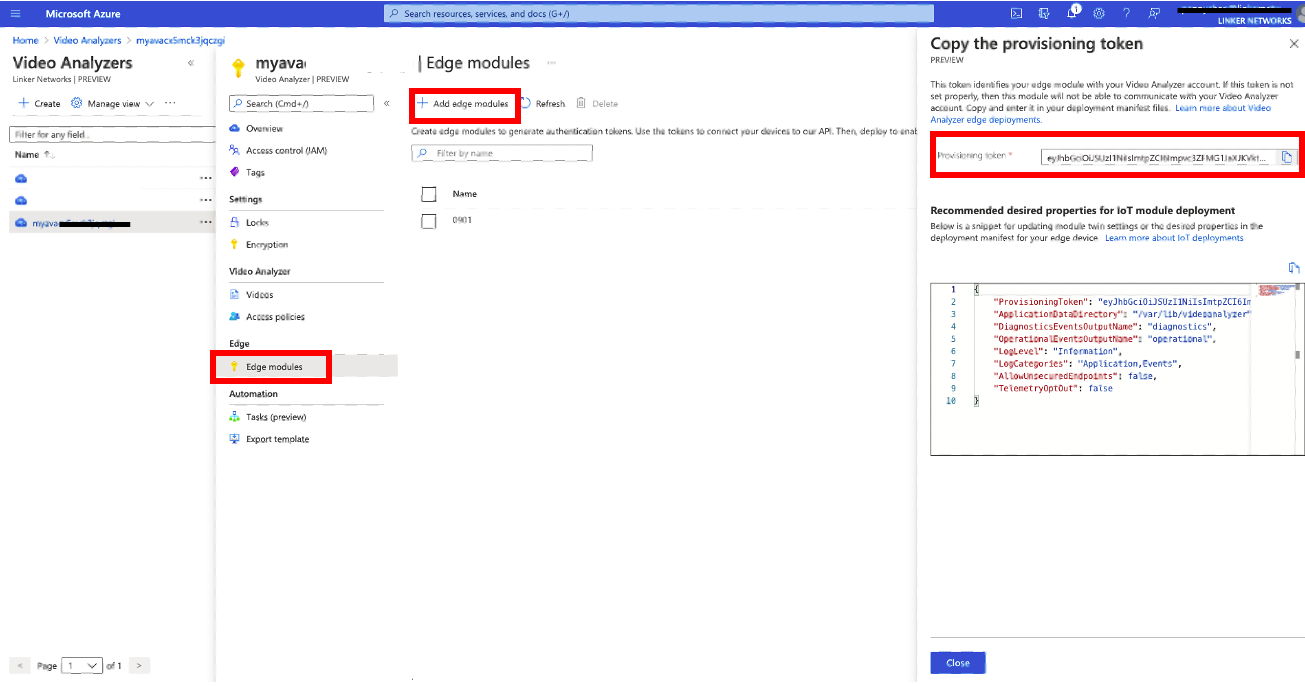 Microsoft Azure
Search resources, services, and docs (G+/)
1
LINKER NETWORKS
Home > Video Analyzers > myavacx5mck3jqczgi
Video Analyzers
Linker Networks | PREVIEW
+ Create
Manage view
Filter for any field..
Name
myava
myava
Video Analyzer | PREVIEW
Search (Cmd+/)
Overview
Access control (IAM)
Tags
Settings
Locks
Encryption
Video Analyzer
Videos
Access policies
Edge
Edge modules
Automation
Tasks (preview)
Export template
| Edge modules
+ Add edge modules
Refresh
Delete
Create edge modules to generate authentication tokens. Use the tokens to connect your devices to our API. Then, deploy to
Filter by name
Name
0901
Copy the provisioning token
PREVIEW
This token identifies your edge module with your Video Analyzer account. If this token is not
set properly, then this module will not be able to communicate with your Video Analyzer
account. Copy and enter it in your deployment manifest files. Learn more about Video
Analyzer edge deployments.
Provisioning token *
Recommended desired properties for IoT module deployment
Below is a snippet for updating module twin settings or the desired properties in the
deployment manifest for your edge device Learn more about IoT deployments
1 {
2 "ProvisioningToken":
3 "ApplicationDataDirectory": "/var/lib/videoanalyzer"
4 "DiagnosticsEventsOutputName": "diagnostics",
5 "OperationalEventsOutputName": "operational",
6 "LogLevel": "Information",
7 "LogCategories": "Application,Events",
8 "AllowUnsecuredEndpoints": false,
9 "TelemetryOptOut": false
10 }
Close
< Page 1 of 1 >